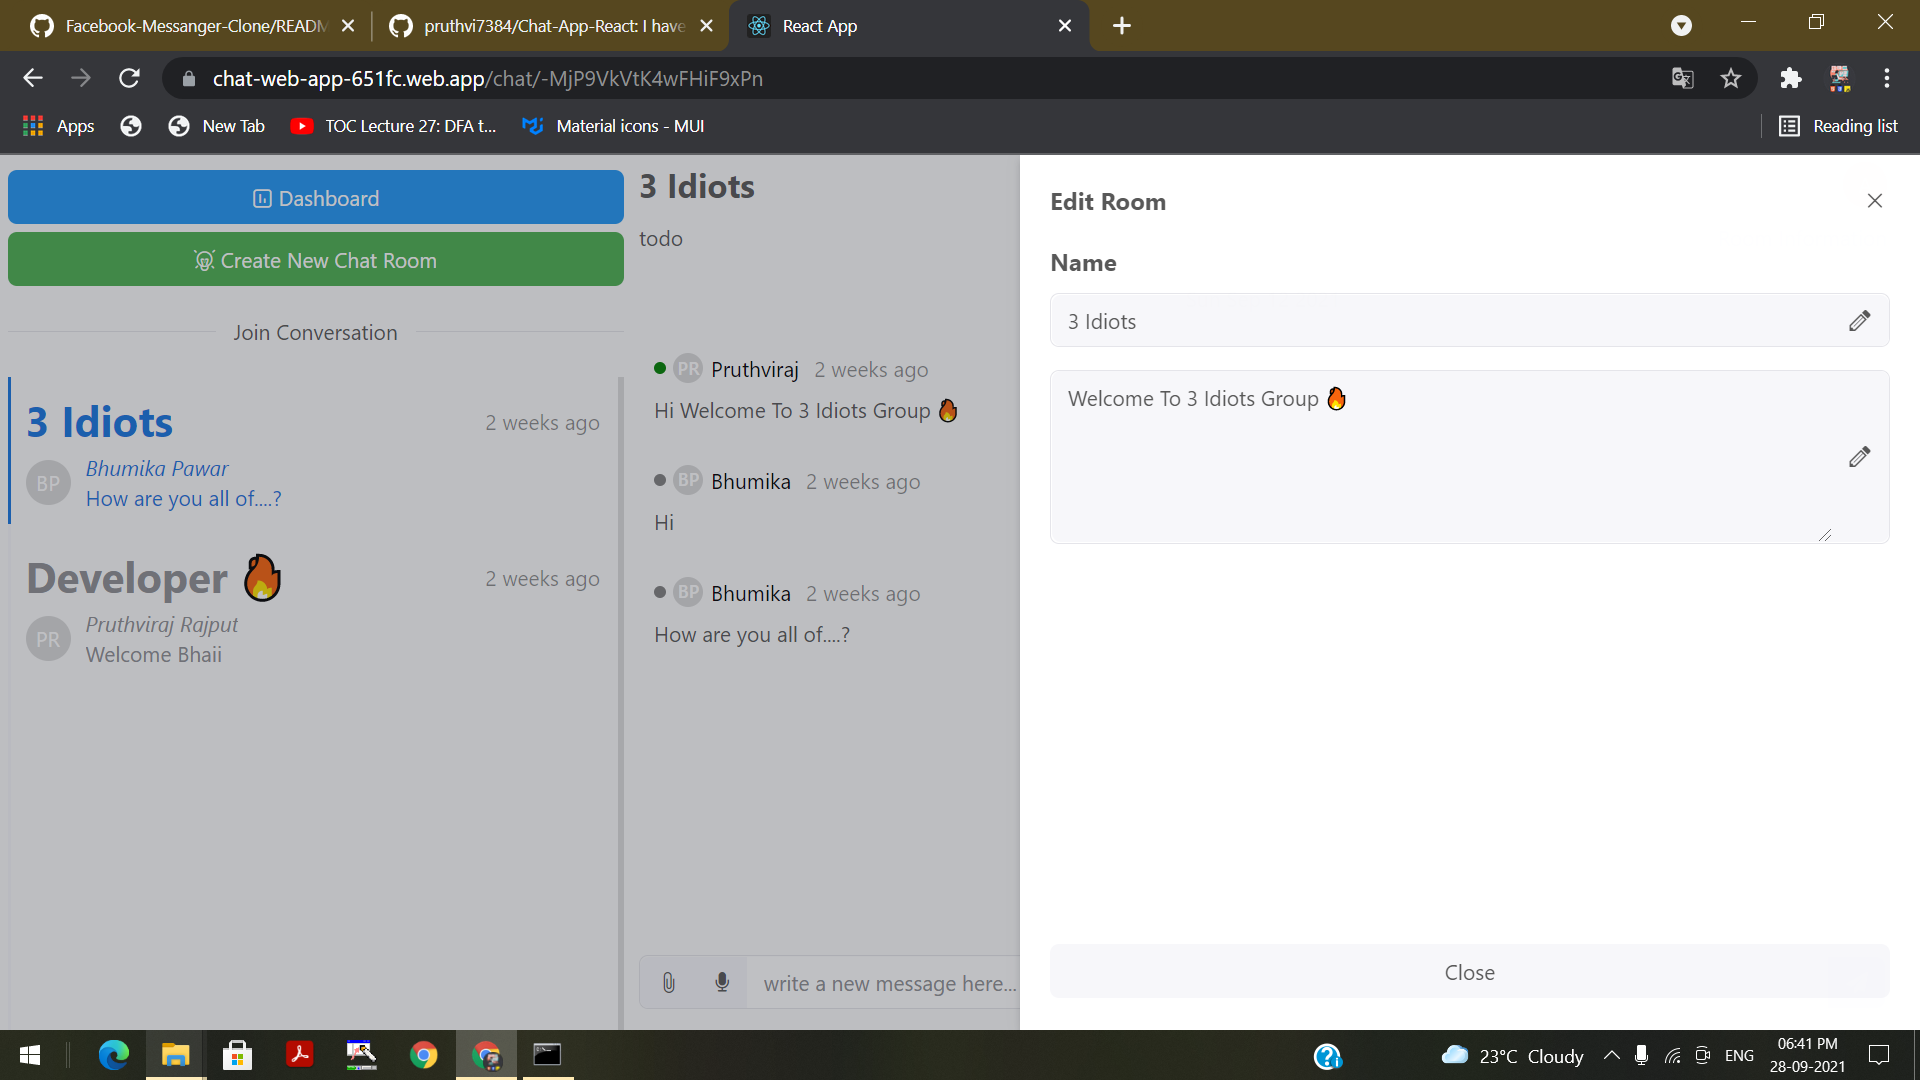 Facebook-Messanger-Clone/READM
pruthvi7384/Chat-App-React: I have
React App
chat-web-app-651fc.web.app/chat/-MjP9VkVtK4wFHiF9xPn
Apps
New Tab
TOC Lecture 27: DFA t...
Material icons - MUI
Reading list
Dashboard
Create New Chat Room
Join Conversation
3 Idiots
2 weeks ago
BP
Bhumika Pawar
How are you all of....?
Developer 🔥
2 weeks ago
PR
Pruthviraj Rajput
Welcome Bhaii
3 Idiots
todo
PR Pruthviraj 2 weeks ago
Hi Welcome To 3 Idiots Group 🔥
BP Bhumika 2 weeks ago
Hi
BP Bhumika 2 weeks ago
How are you all of....?
write a new message here...
Edit Room
Name
3 Idiots
Welcome To 3 Idiots Group 🔥
Close
23°C Cloudy
ENG
06:41 PM
28-09-2021